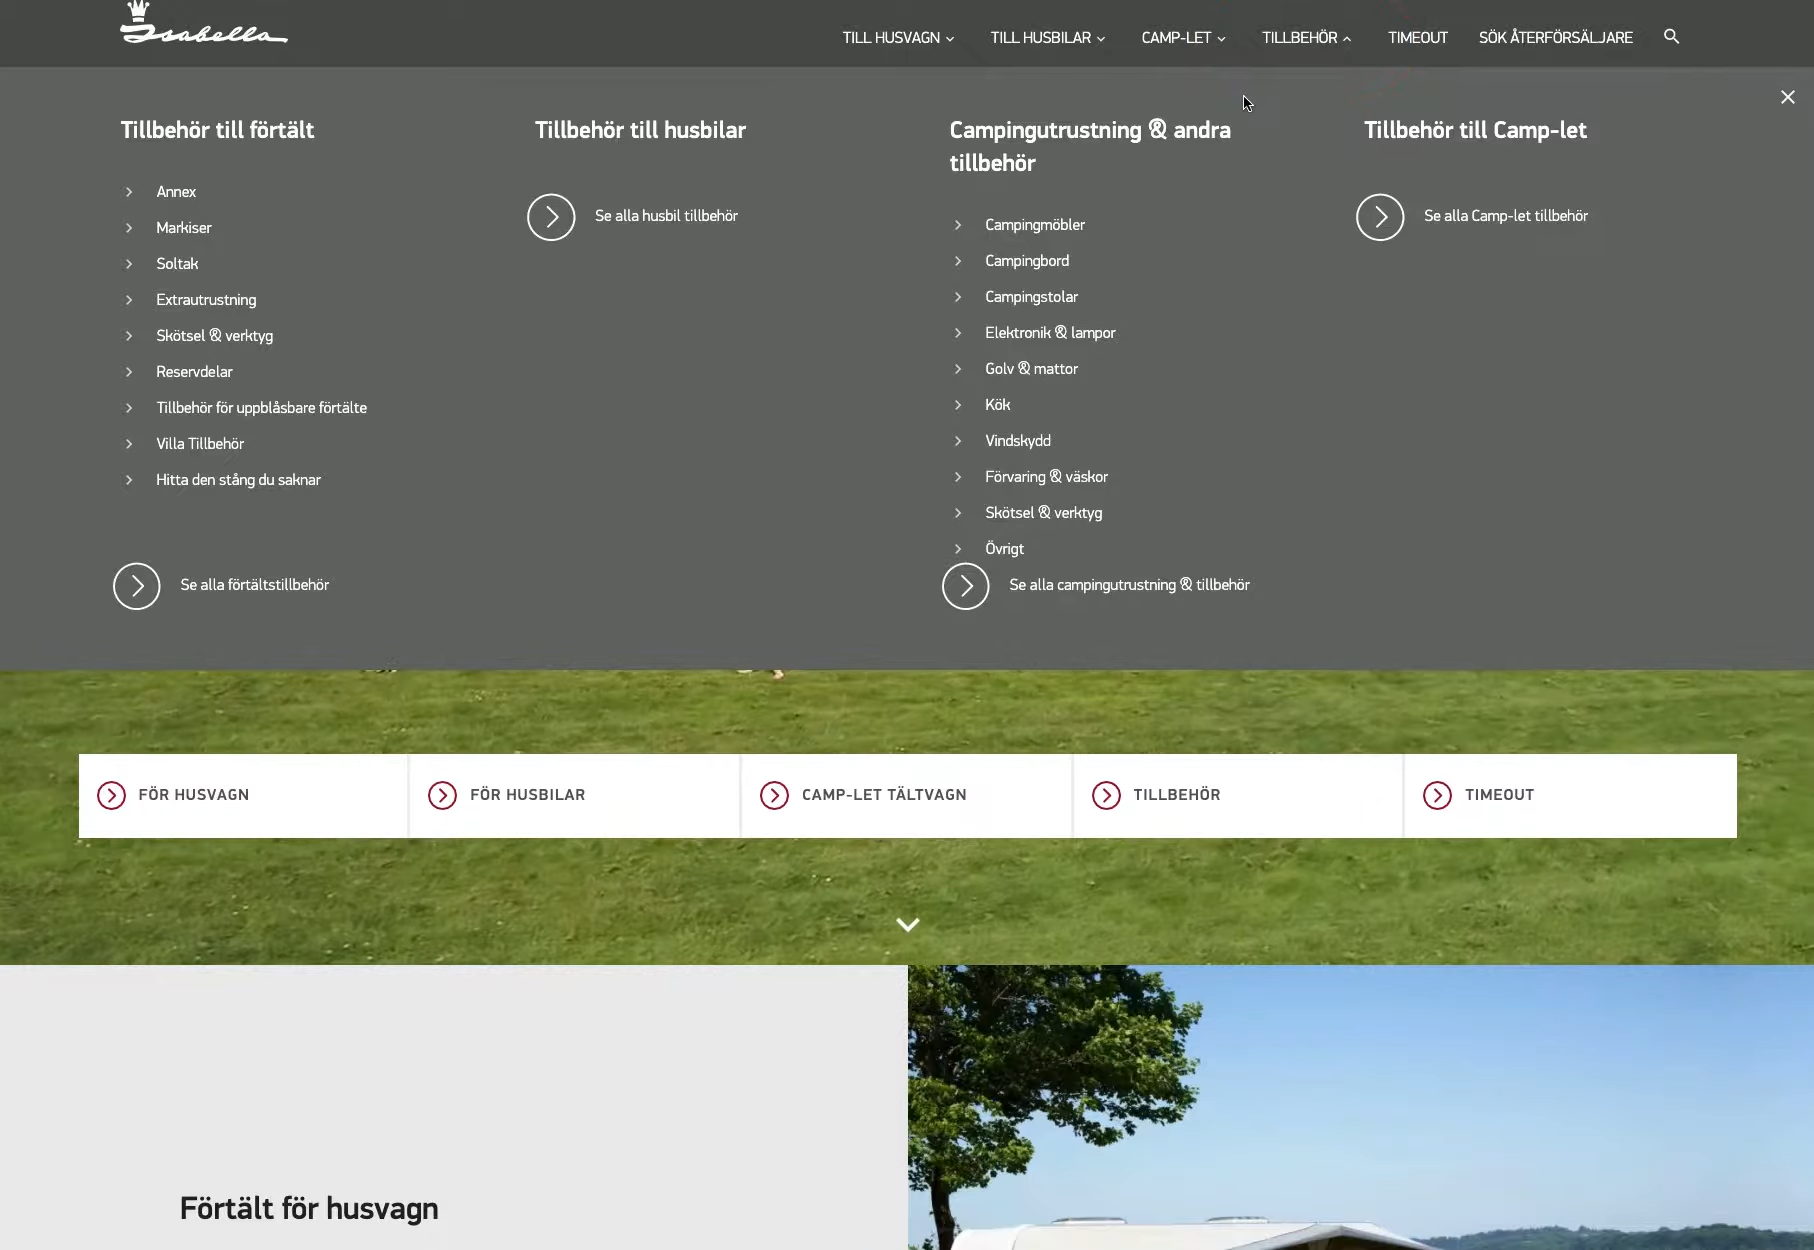 Isabella
TILL HUSVAGN
TILL HUSBILAR
CAMP-LET
TILLBEHÖR
TIMEOUT
SÖK ÅTERFÖRSÄLJARE
Tillbehör till förtält
Annex
Markiser
Soltak
Extrautrustning
Skötsel & verktyg
Reservdelar
Tillbehör för uppblåsbare förtälte
Villa Tillbehör
Hitta den stång du saknar
Se alla förtältstillbehör
Tillbehör till husbilar
Se alla husbil tillbehör
Campingutrustning & andra
tillbehör
Campingmöbler
Campingbord
Campingstolar
Elektronik & lampor
Golv & mattor
Kök
Vindskydd
Förvaring & väskor
Skötsel & verktyg
Övrigt
Se alla campingutrustning & tillbehör
Tillbehör till Camp-let
Se alla Camp-let tillbehör
FÖR HUSVAGN
FÖR HUSBILAR
CAMP-LET TÄLTVAGN
TILLBEHÖR
TIMEOUT
Förtält för husvagn